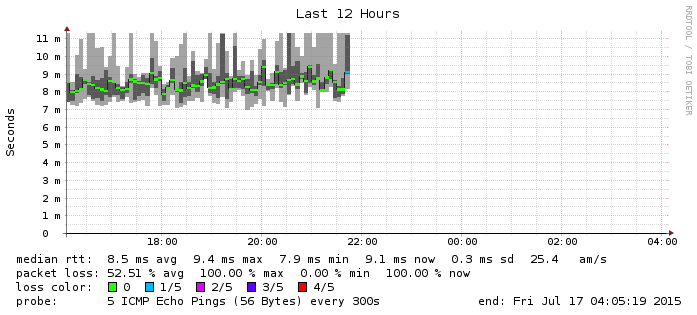 Last 12 Hours
RRDTOOL / TOBI OETIKER
Seconds
11 m
10 m
9 m
8 m
7 m
6 m
5 m
4 m
3 m
2 m
1 m
0
18:00 20:00 22:00 00:00 02:00 04:00
median rtt: 8.5 ms avg 9.4 ms max 7.9 ms min 9.1 ms now 0.3 ms sd 25.4 am/s
packet loss: 52.51 % avg 100.00 % max 0.00 % min 100.00 % now
loss color: 0 1/5 2/5 3/5 4/5
probe: 5 ICMP Echo Pings (56 Bytes) every 300s end: Fri Jul 17 04:05:19 2015